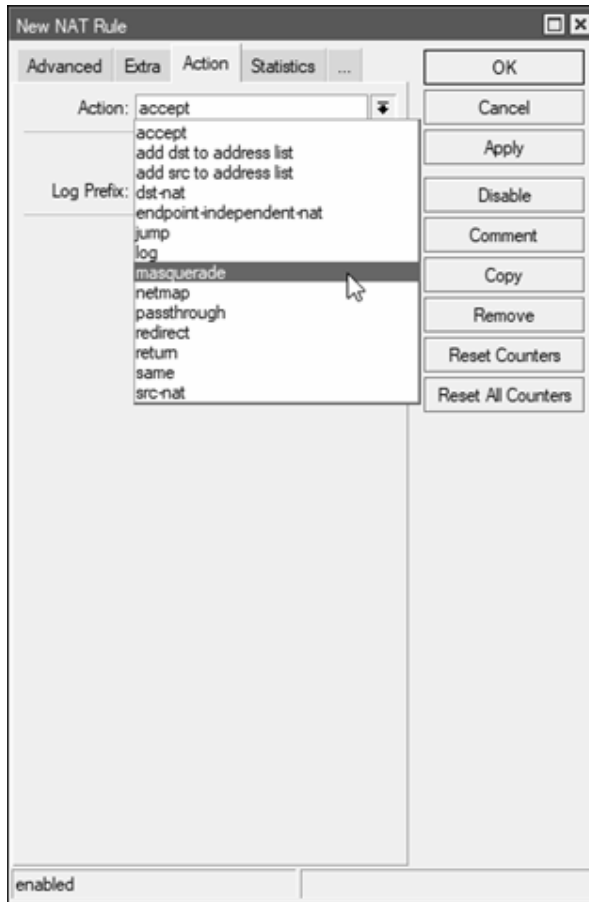 New NAT Rule
Advanced Extra Action Statistics ...
Action: accept
accept
add dst to address list
add src to address list
Log Prefix: dst-nat
endpoint-independent-nat
jump
log
masquerade
netmap
passthrough
redirect
return
same
src-nat
OK
Cancel
Apply
Disable
Comment
Copy
Remove
Reset Counters
Reset All Counters
enabled